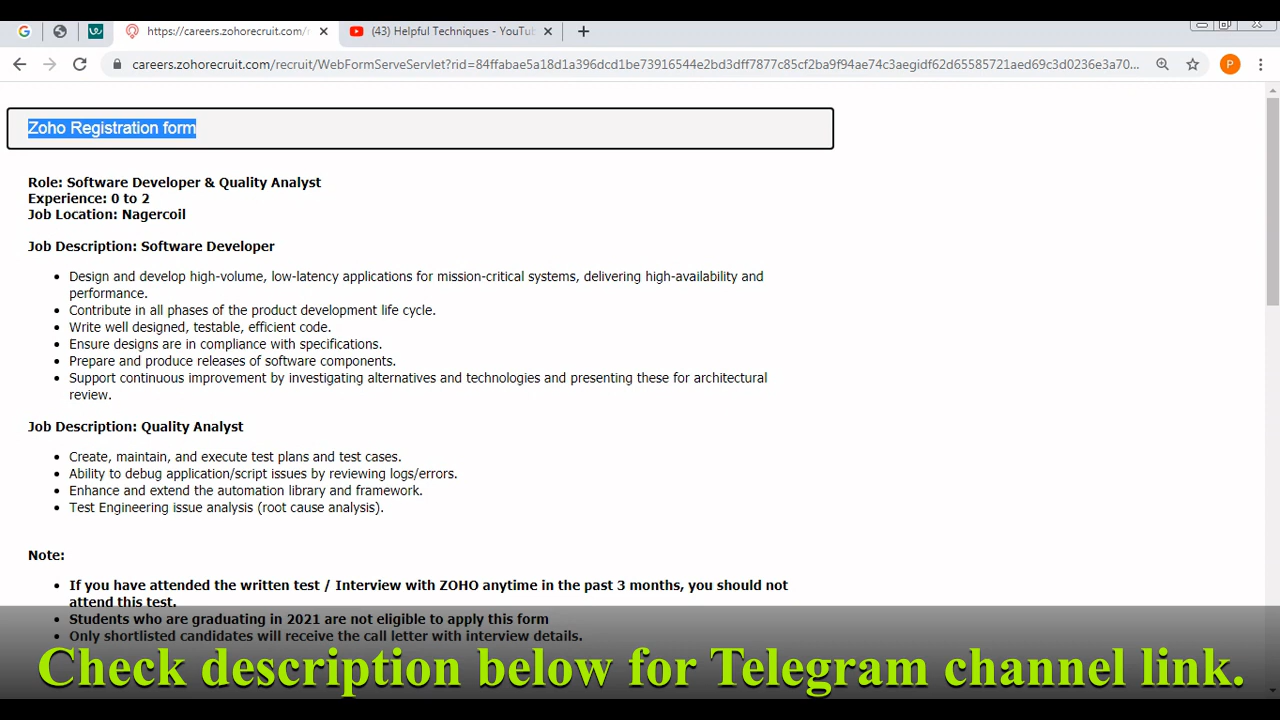 https://careers.zohorecruit.com/r
(43) Helpful Techniques - YouTu
careers.zohorecruit.com/recruit/WebFormServeServlet?rid=84ffabae5a18d1a396dcd1be73916544e2bd3dff7877c85cf2ba9f94ae74c3aegidf62d65585721aed69c3d0236e3a70...
P
Zoho Registration form
Role: Software Developer & Quality Analyst
Experience: 0 to 2
Job Location: Nagercoil
Job Description: Software Developer
• Design and develop high-volume, low-latency applications for mission-critical systems, delivering high-availability and
performance.
• Contribute in all phases of the product development life cycle.
• Write well designed, testable, efficient code.
• Ensure designs are in compliance with specifications.
• Prepare and produce releases of software components.
• Support continuous improvement by investigating alternatives and technologies and presenting these for architectural
review.
Job Description: Quality Analyst
• Create, maintain, and execute test plans and test cases.
• Ability to debug application/script issues by reviewing logs/errors.
• Enhance and extend the automation library and framework.
• Test Engineering issue analysis (root cause analysis).
Note:
• If you have attended the written test / Interview with ZOHO anytime in the past 3 months, you should not
attend this test.
• Students who are graduating in 2021 are not eligible to apply this form
• Only shortlisted candidates will receive the call letter with interview details.
Check description below for Telegram channel link.